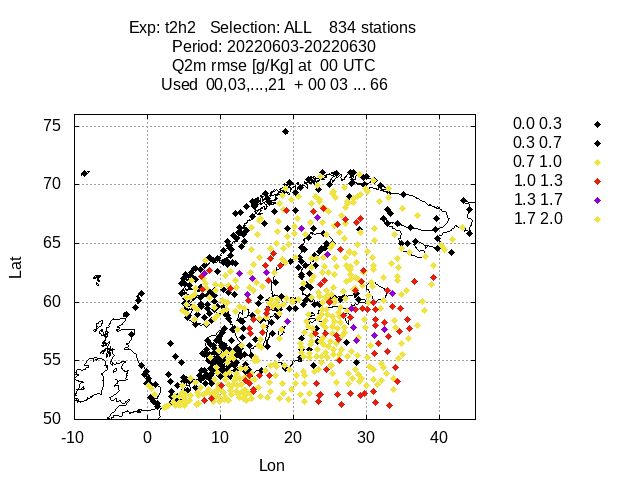 Exp: t2h2 Selection: ALL 834 stations
Period: 20220603-20220630
Q2m rmse [g/Kg] at 00 UTC
Used 00,03,...,21 + 00 03 ... 66
0.0 0.3
0.3 0.7
0.7 1.0
1.0 1.3
1.3 1.7
1.7 2.0
75
70
65
60
55
50
Lat
-10 0 10 20 30 40
Lon